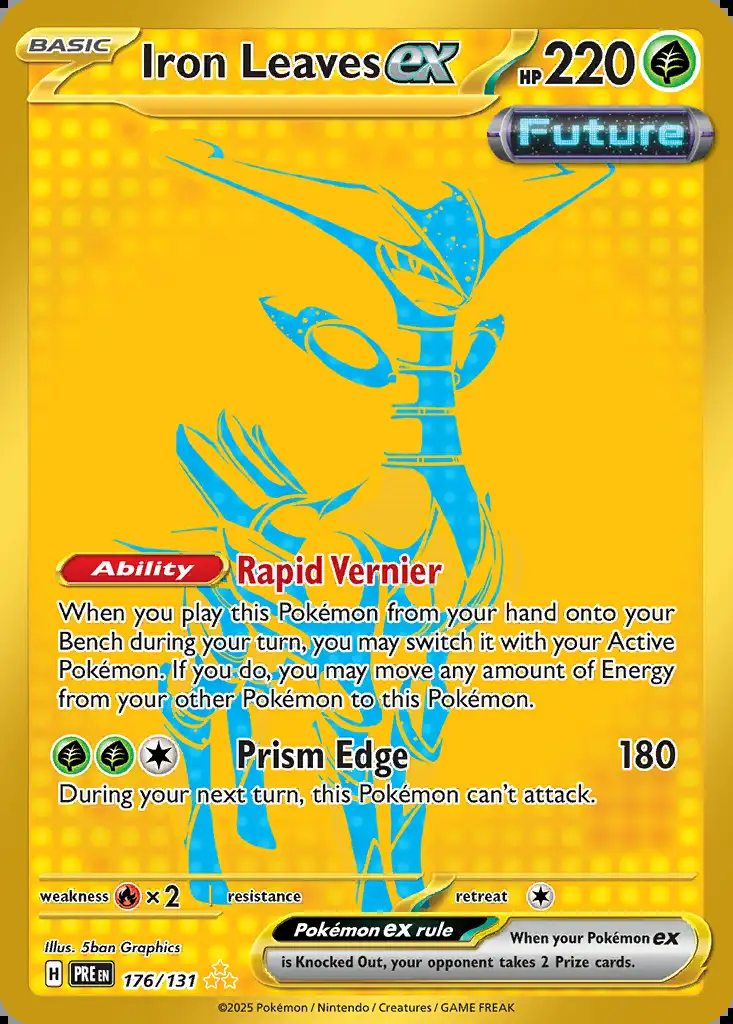 BASIC
Iron Leaves ex HP 220
Future
Ability Rapid Vernier
When you play this Pokémon from your hand onto your
Bench during your turn, you may switch it with your Active
Pokémon. If you do, you may move any amount of Energy
from your other Pokémon to this Pokémon.
Prism Edge 180
During your next turn, this Pokémon can't attack.
weakness ×2 resistance retreat
Illus. 5ban Graphics
Pokémon ex rule
When your Pokémon ex
is Knocked Out, your opponent takes 2 Prize cards.
H PRE EN 176/131
©2025 Pokémon / Nintendo / Creatures / GAME FREAK